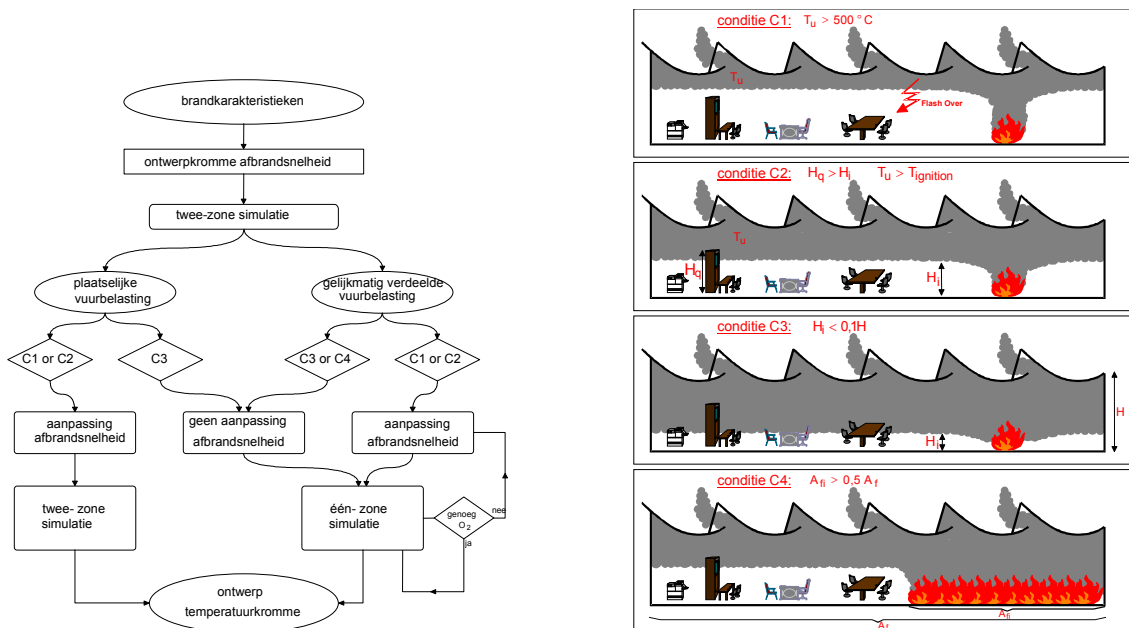 brandkarakteristieken
ontwerpkromme afbrandsnelheid
twee-zone simulatie
plaatselijke
vuurbelasting
gelijkmatig verdeelde
vuurbelasting
C1 or C2
C3
C3 or C4
C1 or C2
aanpassing
afbrandsnelheid
geen aanpassing
afbrandsnelheid
aanpassing
afbrandsnelheid
twee- zone
simulatie
één- zone
simulatie
genoeg
O2
nee
ja
ontwerp
temperatuurkromme
conditie C1: Tu > 500 °C
Tu
Flash Over
conditie C2: Hq > Hi Tu > Tignition
Tu
Hq
Hi
conditie C3: Hi < 0,1H
H
Hi
conditie C4: Afi > 0,5 Af
Afi
Af